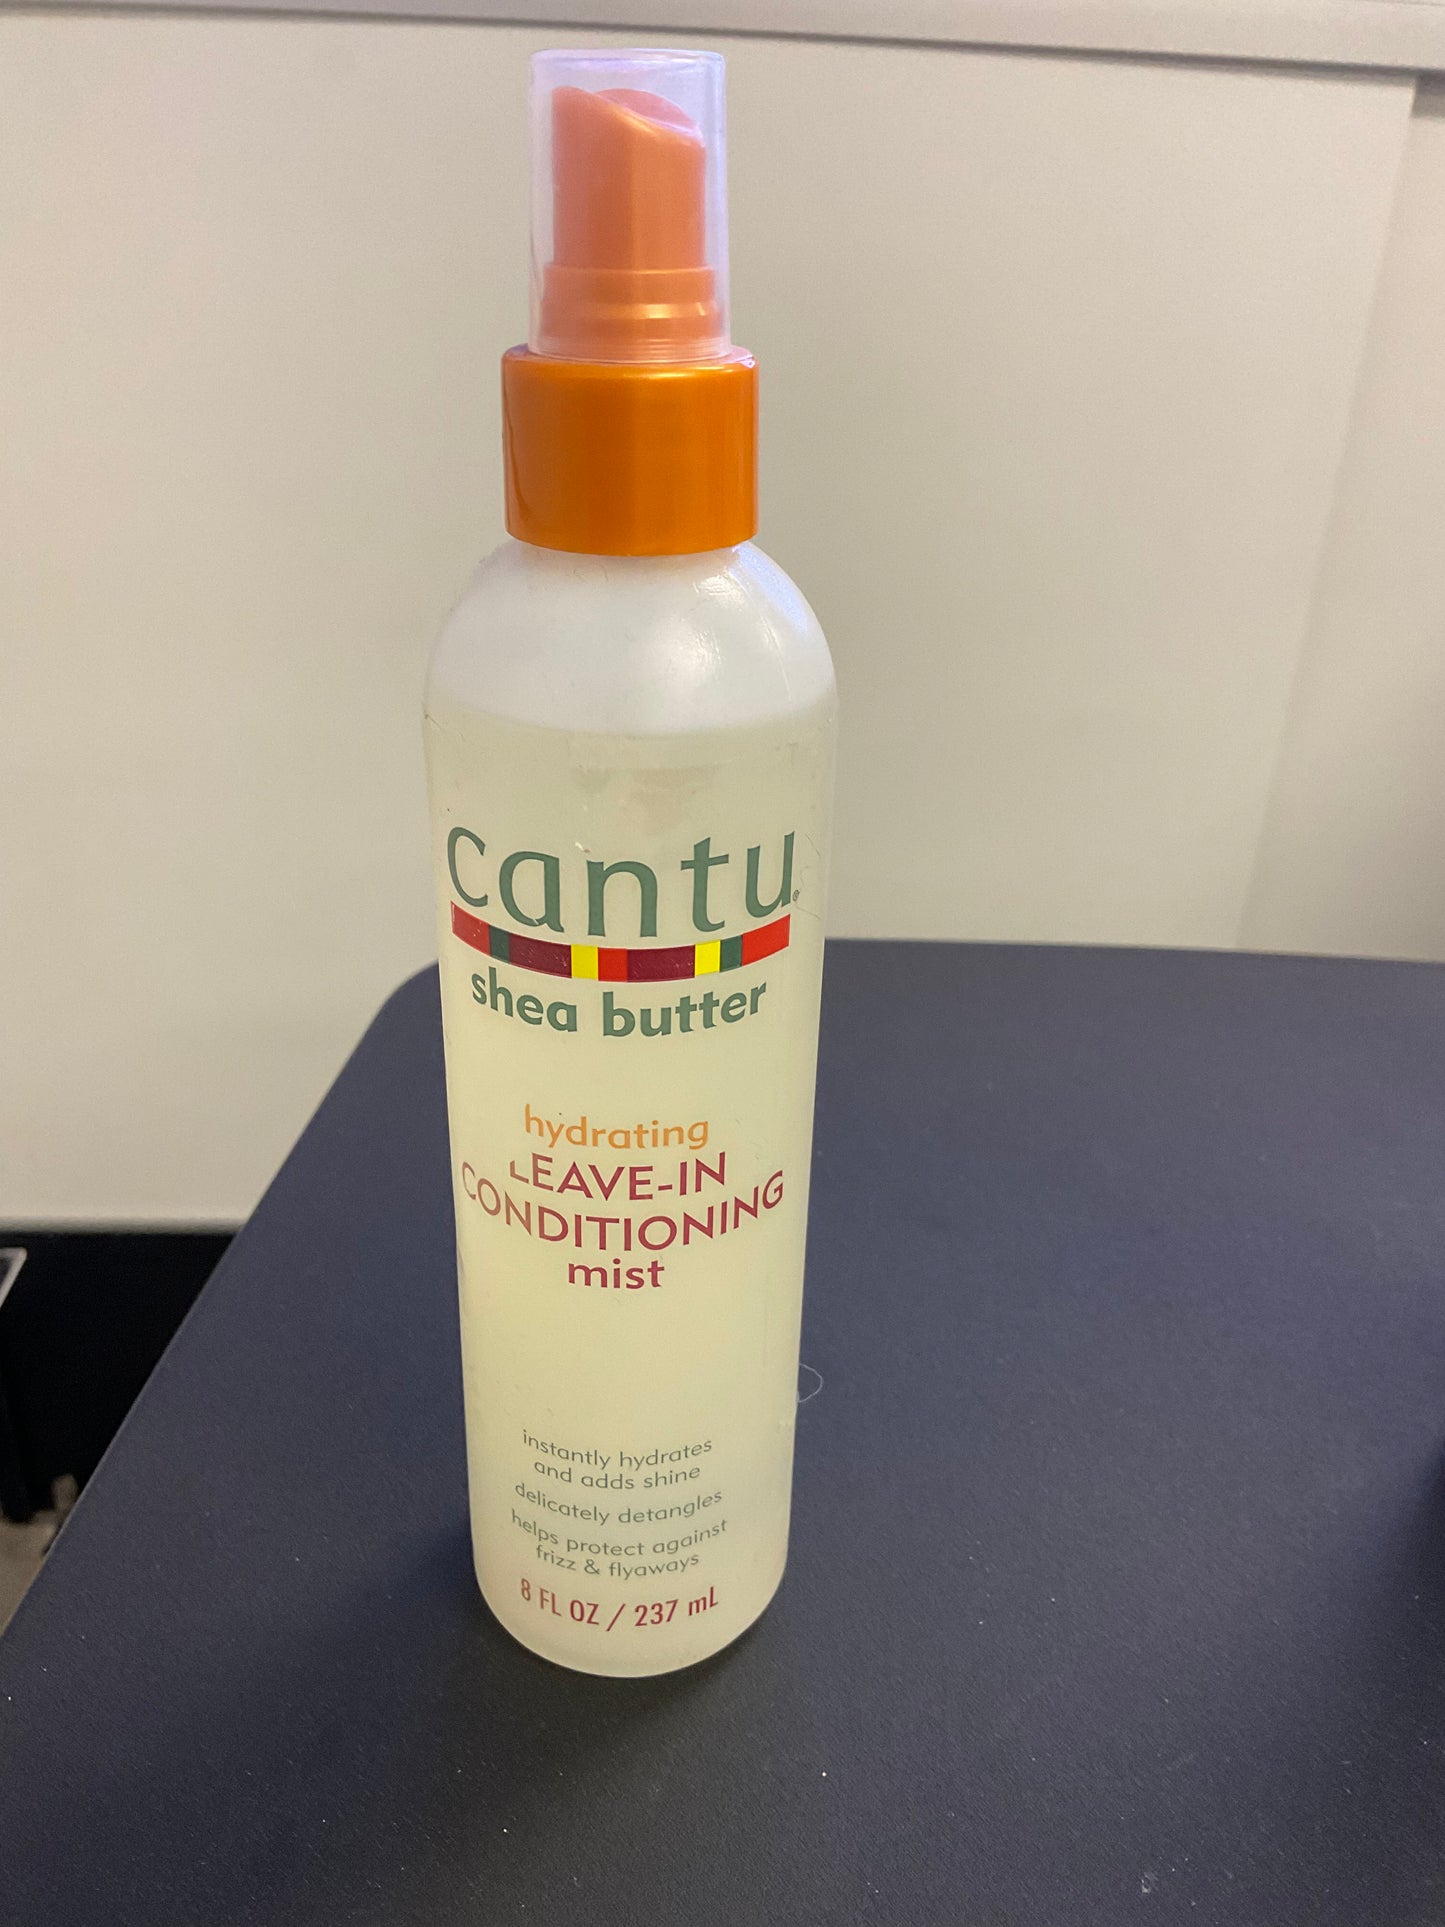 cantu®
shea butter
hydrating
LEAVE-IN
CONDITIONING
mist
instantly hydrates
and adds shine
delicately detangles
helps protect against
frizz & flyaways
8 FL OZ / 237 mL